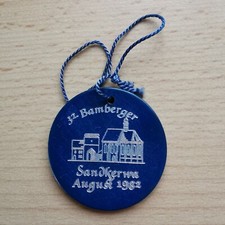 32. Bamberger
Sandkerwa
August 1982